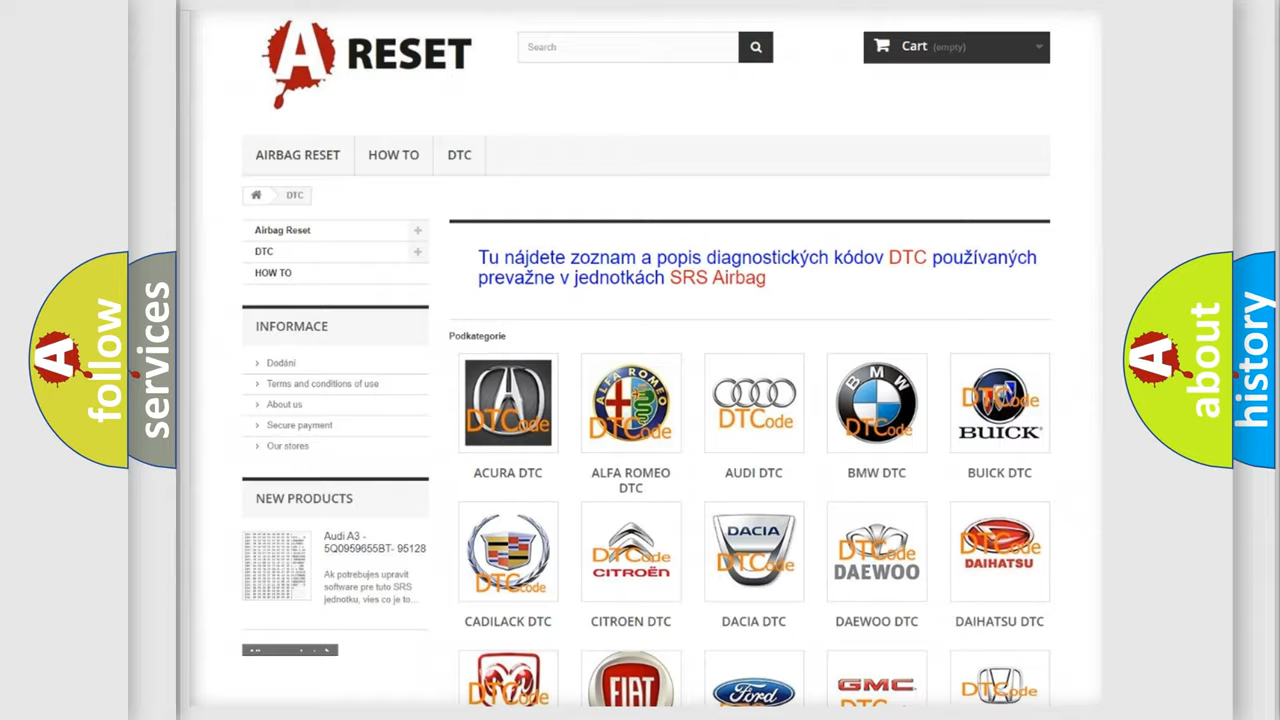 A RESET
Search
Cart (empty)
AIRBAG RESET
HOW TO
DTC
DTC
Airbag Reset
DTC
HOW TO
INFORMACE
Dodání
Terms and conditions of use
About us
Secure payment
Our stores
NEW PRODUCTS
Audi A3 -
5Q0959655BT- 95128
Ak potrebujes upravit
software pre tuto SRS
jednotku, vies co je to...
Tu nájdete zoznam a popis diagnostických kódov DTC používaných
prevažne v jednotkách SRS Airbag
Podkategorie
DTCode
ALFA ROMEO
DTCode
DTCode
BMW
DTCode
DTCode
BUICK
ACURA DTC
ALFA ROMEO
DTC
AUDI DTC
BMW DTC
BUICK DTC
DTCode
DTCode
CITROËN
DACIA
DTCode
DTCode
DAEWOO
DTCode
DAIHATSU
CADILACK DTC
CITROEN DTC
DACIA DTC
DAEWOO DTC
DAIHATSU DTC
DTCode
FIAT
Ford
GMC
DTCode
A follow
services
A about
history